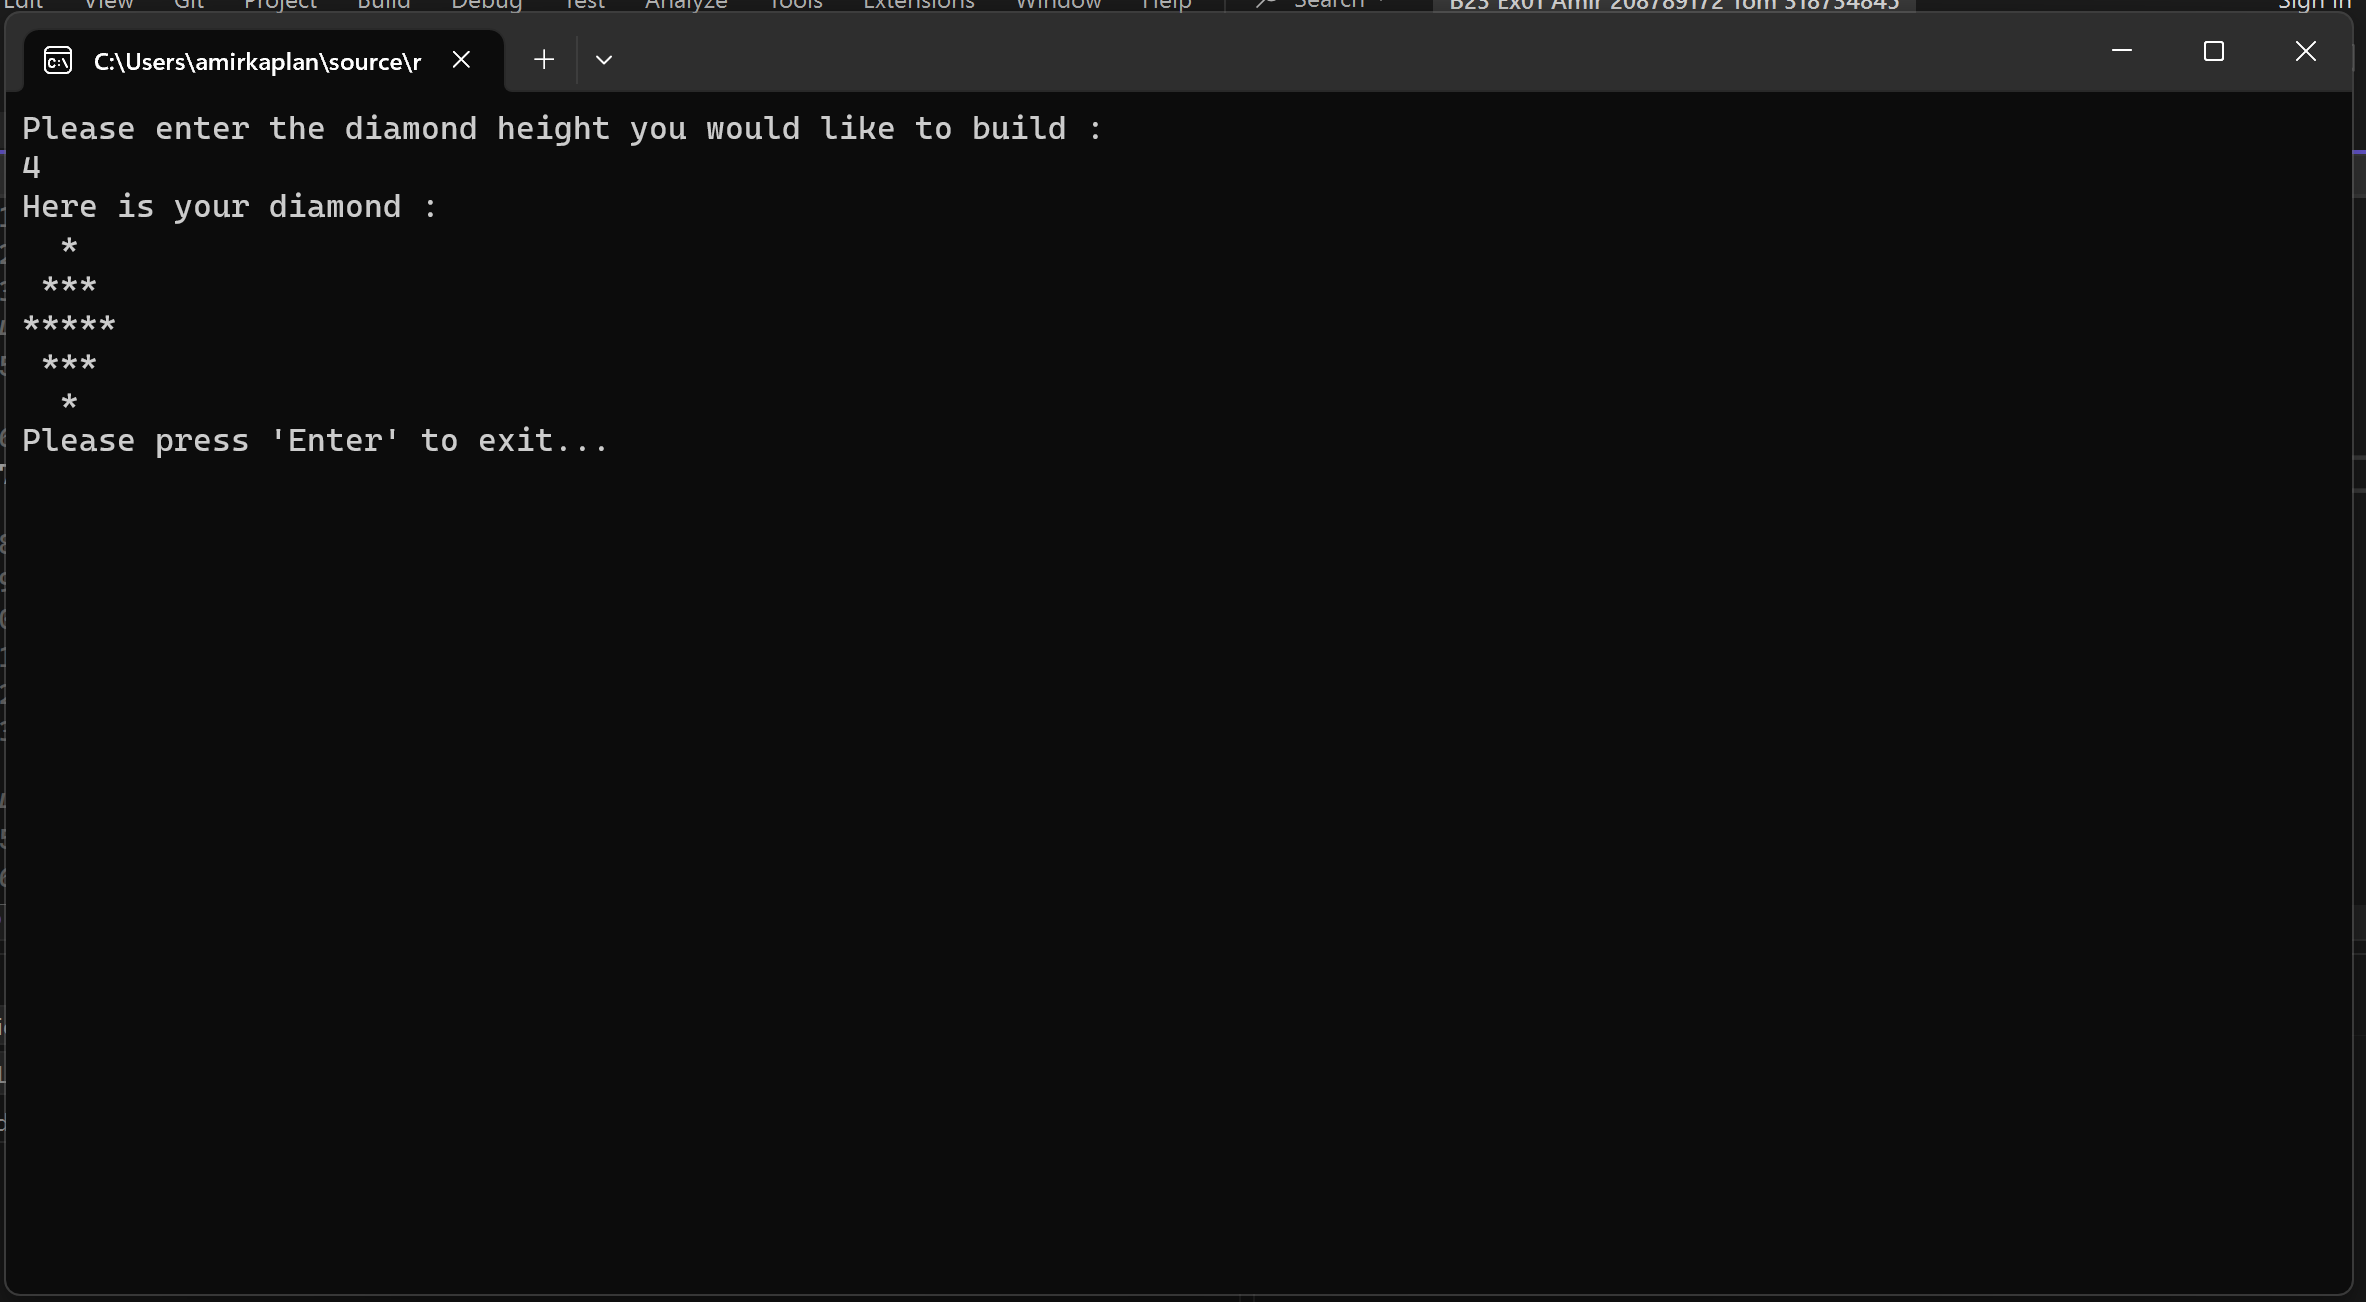 Edit View Git Project Build Debug Test Analyze Tools Extensions Window Help Search B23 Ex01 Amir 208789172 Tom 318734845 Sign in
C:\Users\amirkaplan\source\r
Please enter the diamond height you would like to build :
4
Here is your diamond :
  *
 ***
*****
 ***
  *
Please press 'Enter' to exit...